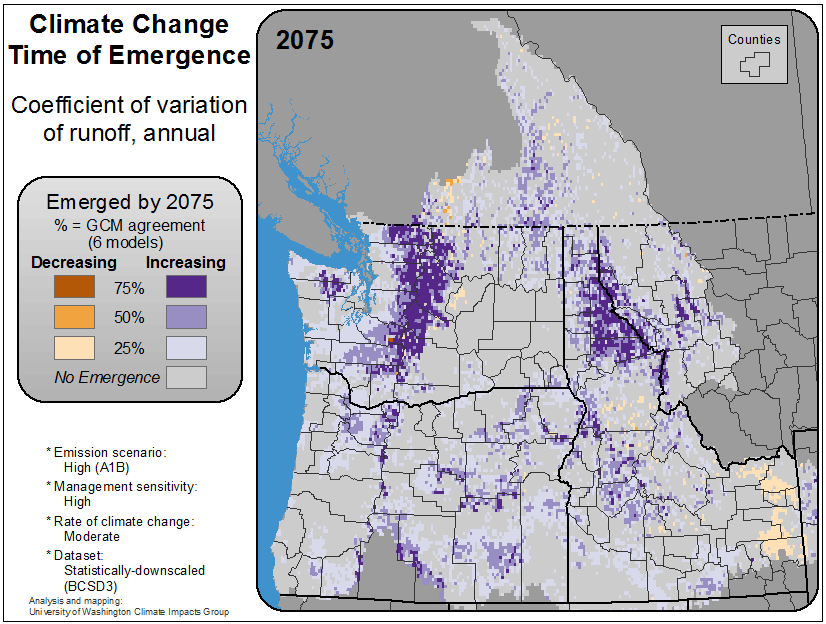 Climate Change
Time of Emergence
Coefficient of variation
of runoff, annual
Emerged by 2075
% = GCM agreement
(6 models)
Decreasing Increasing
75%
50%
25%
No Emergence
* Emission scenario:
High (A1B)
* Management sensitivity:
High
* Rate of climate change:
Moderate
* Dataset:
Statistically-downscaled
(BCSD3)
Analysis and mapping:
University of Washington Climate Impacts Group
2075
Counties